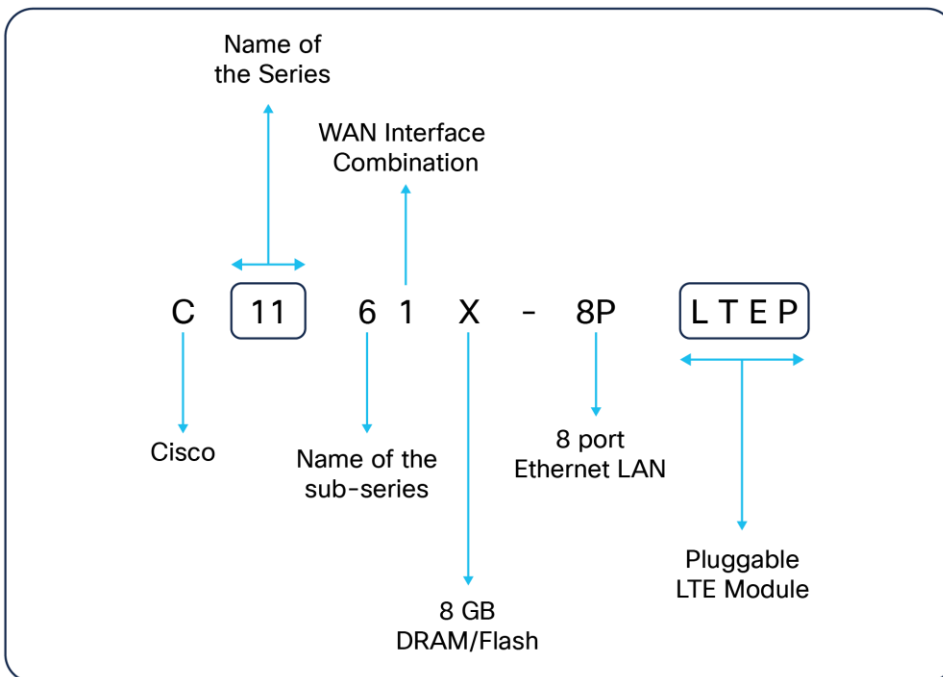 Name of
the Series
WAN Interface
Combination
C 11 6 1 X - 8P LTEP
Cisco
Name of the
sub-series
8 port
Ethernet LAN
Pluggable
LTE Module
8 GB
DRAM/Flash